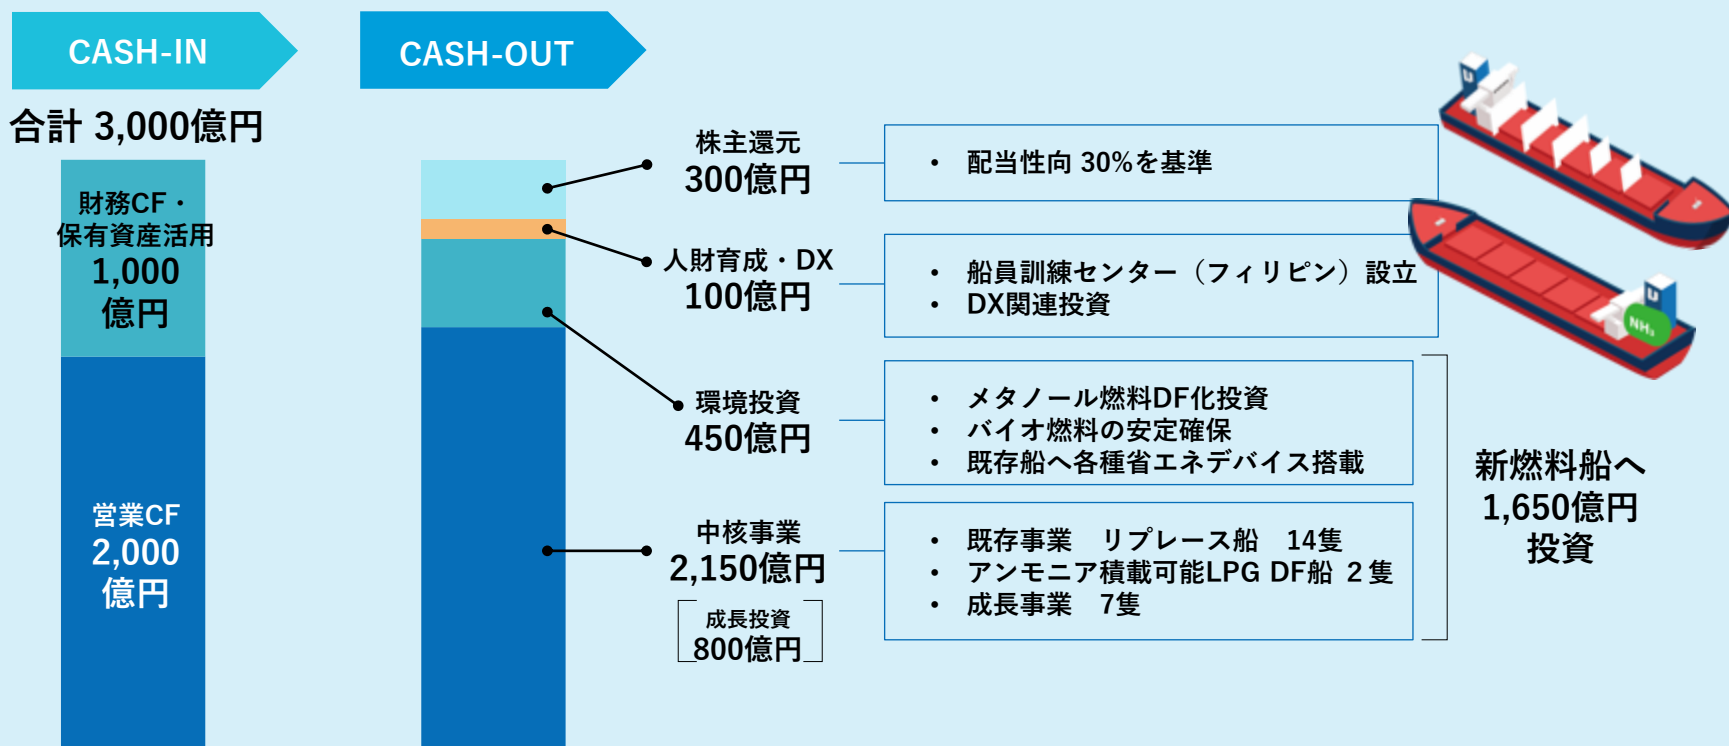 CASH-IN
CASH-OUT
合計 3,000億円
財務CF・
保有資産活用
1,000
億円
営業CF
2,000
億円
株主還元
300億円
• 配当性向 30%を基準
人財育成・DX
100億円
• 船員訓練センター（フィリピン）設立
• DX関連投資
環境投資
450億円
• メタノール燃料DF化投資
• バイオ燃料の安定確保
• 既存船へ各種省エネデバイス搭載
中核事業
2,150億円
成長投資
800億円
• 既存事業　リプレース船　14隻
• アンモニア積載可能LPG DF船 ２隻
• 成長事業　7隻
新燃料船へ
1,650億円
投資
U
U
NH₃